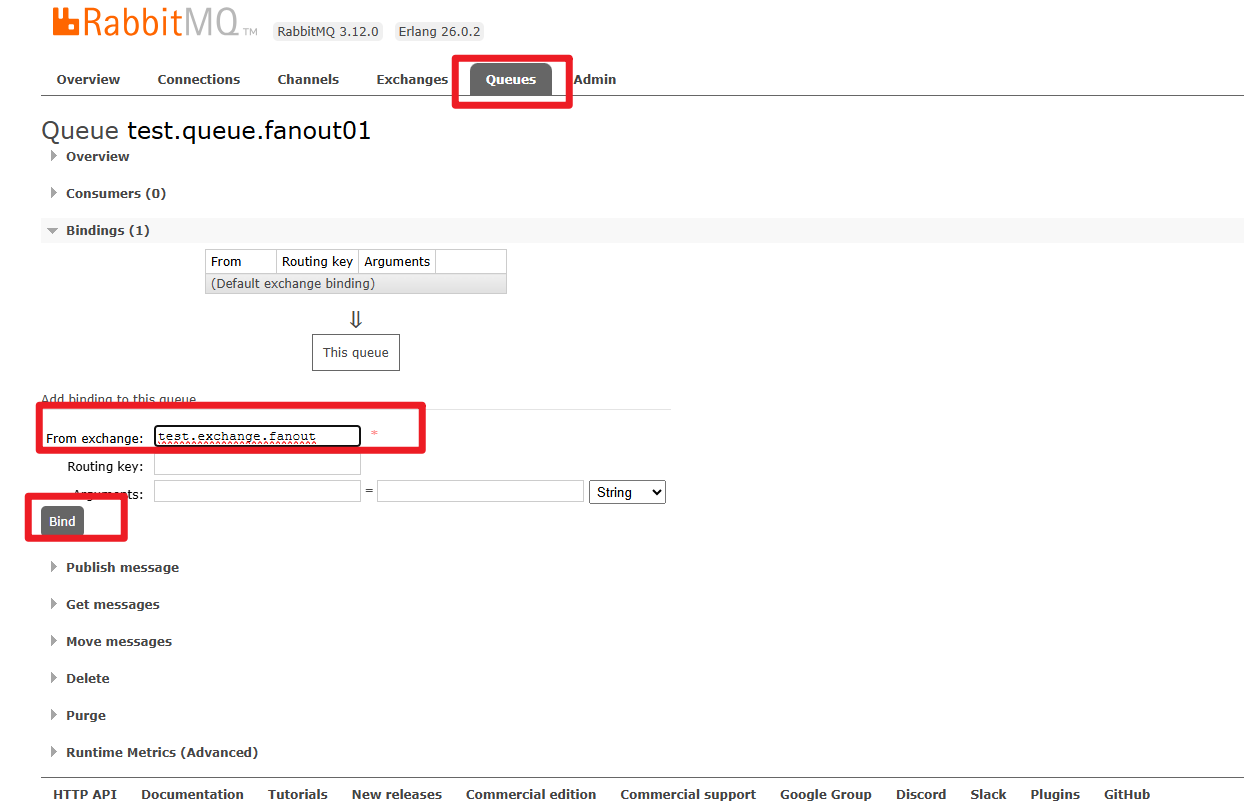 RabbitMQ TM RabbitMQ 3.12.0 Erlang 26.0.2
Overview Connections Channels Exchanges Queues Admin
Queue test.queue.fanout01
Overview
Consumers (0)
Bindings (1)
From Routing key Arguments
(Default exchange binding)
⇓
This queue
Add binding to this queue
From exchange: test.exchange.fanout *
Routing key:
Arguments: = String
Bind
Publish message
Get messages
Move messages
Delete
Purge
Runtime Metrics (Advanced)
HTTP API Documentation Tutorials New releases Commercial edition Commercial support Google Group Discord Slack Plugins GitHub